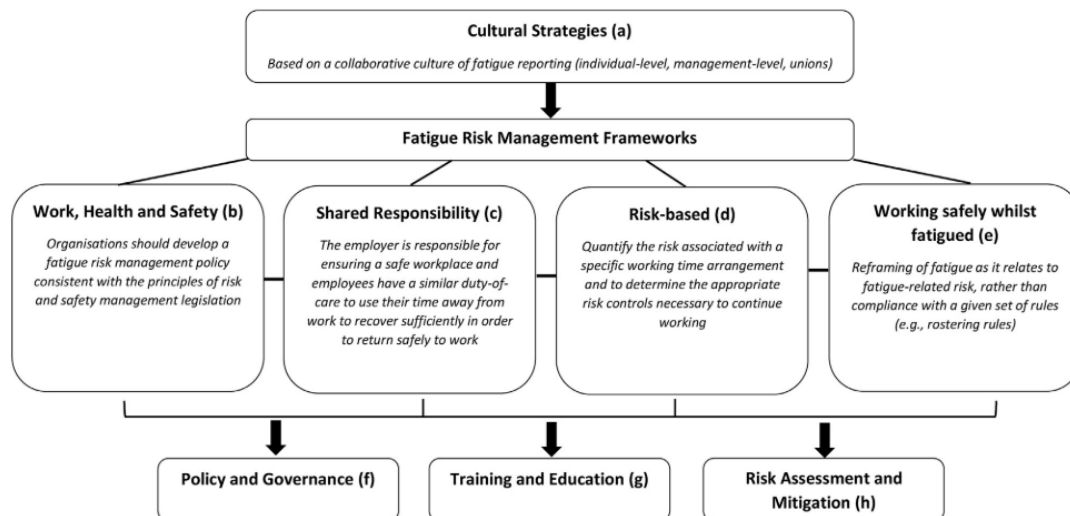 Cultural Strategies (a)
Based on a collaborative culture of fatigue reporting (individual-level, management-level, unions)
Fatigue Risk Management Frameworks
Work, Health and Safety (b)
Organisations should develop a
fatigue risk management policy
consistent with the principles of risk
and safety management legislation
Shared Responsibility (c)
The employer is responsible for
ensuring a safe workplace and
employees have a similar duty-of-
care to use their time away from
work to recover sufficiently in order
to return safely to work
Risk-based (d)
Quantify the risk associated with a
specific working time arrangement
and to determine the appropriate
risk controls necessary to continue
working
Working safely whilst
fatigued (e)
Reframing of fatigue as it relates to
fatigue-related risk, rather than
compliance with a given set of rules
(e.g., rostering rules)
Policy and Governance (f)
Training and Education (g)
Risk Assessment and
Mitigation (h)